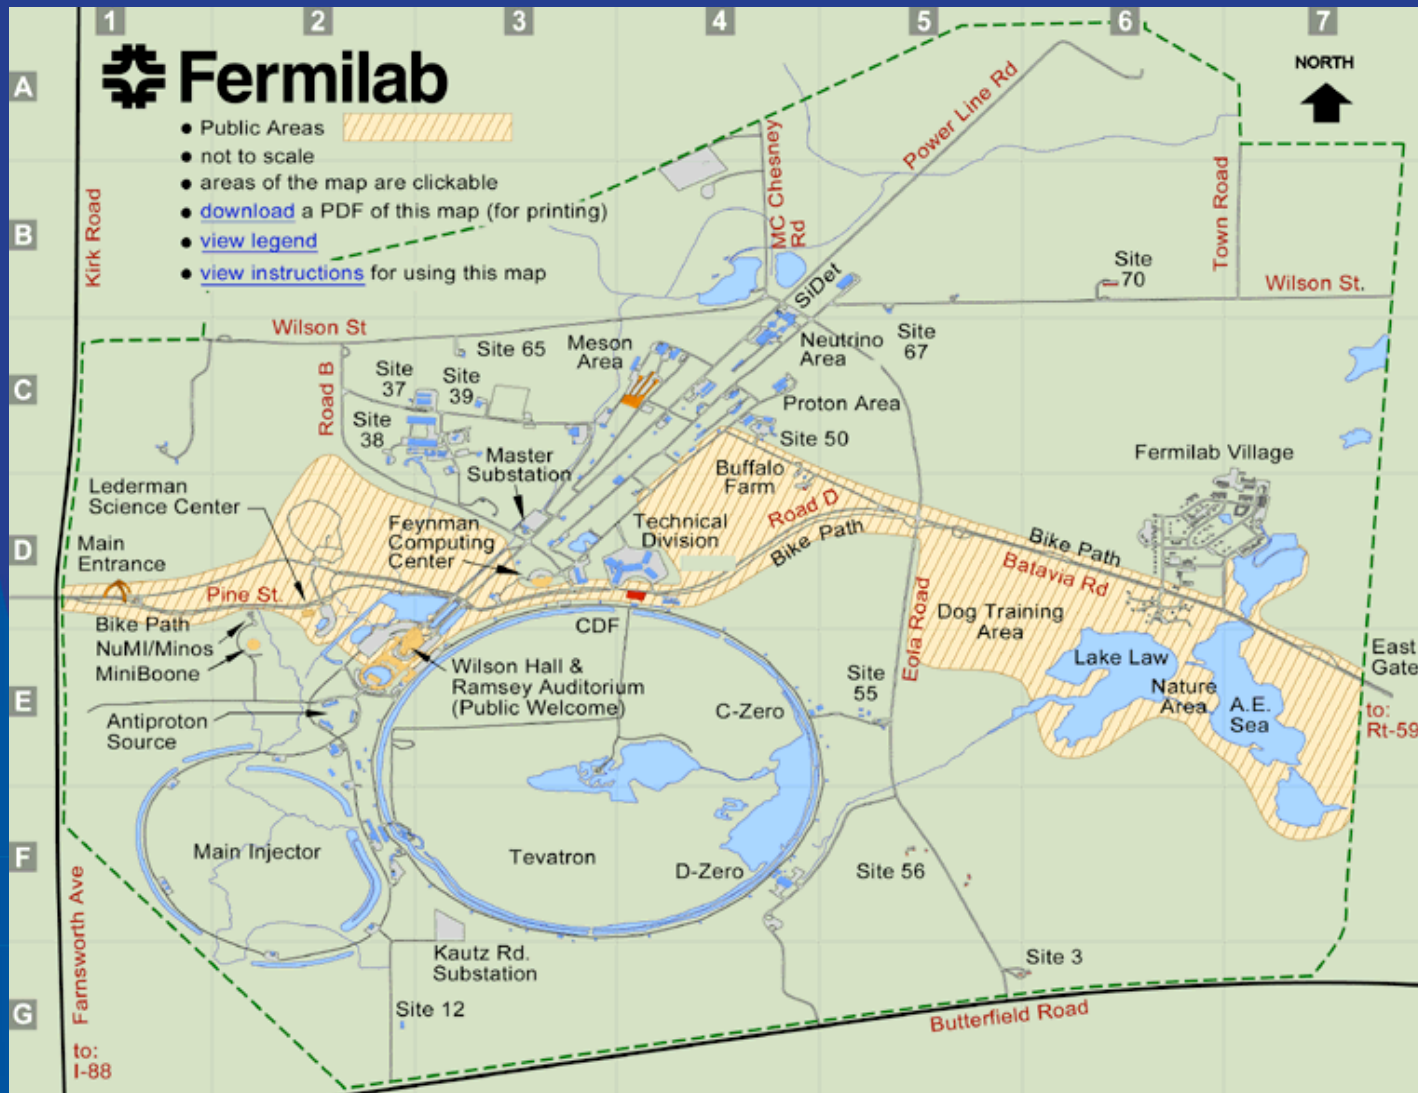 1 2 3 4 5 6 7
A
B
C
D
E
F
G
Fermilab
• Public Areas
• not to scale
• areas of the map are clickable
• download a PDF of this map (for printing)
• view legend
• view instructions for using this map
NORTH
Kirk Road
MC Chesney
Rd
Power Line Rd
Town Road
Site
70
Wilson St.
SiDet
Wilson St
Site 65
Meson
Area
Neutrino
Area
Site
67
Road B
Site
37
Site
39
Proton Area
Site
38
Site 50
Master
Substation
Buffalo
Farm
Fermilab Village
Lederman
Science Center
Feynman
Computing
Center
Technical
Division
Road D
Bike Path
Main
Entrance
Bike Path
Batavia Rd
Pine St.
Eola Road
Dog Training
Area
Bike Path
NuMI/Minos
MiniBoone
CDF
Wilson Hall &
Ramsey Auditorium
(Public Welcome)
Lake Law
Nature
Area
A.E.
Sea
East
Gate
to:
Rt-59
Site
55
C-Zero
Antiproton
Source
Main Injector
Tevatron
D-Zero
Site 56
Farnsworth Ave
Kautz Rd.
Substation
Site 3
Site 12
Butterfield Road
to:
I-88